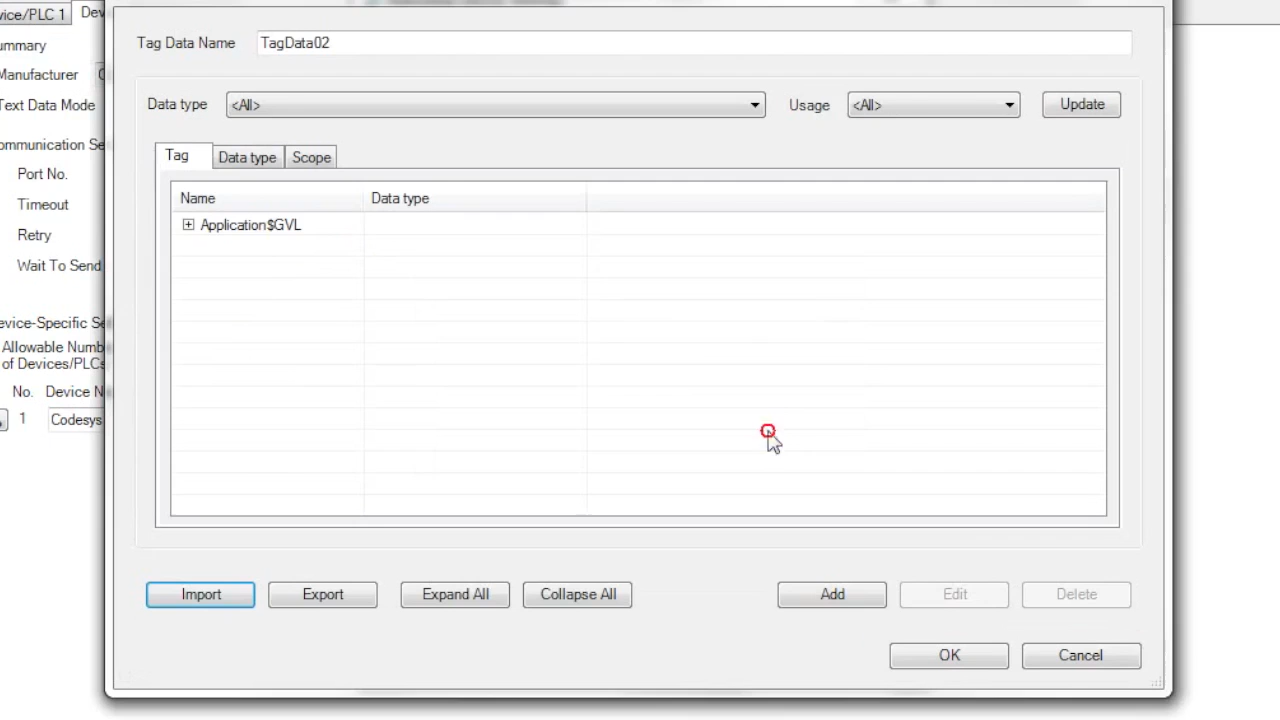 vice/PLC 1
Dev
Tag Data Name TagData02
ummary
Manufacturer
Text Data Mode
Data type <All> Usage <All> Update
ommunication Se
Tag Data type Scope
Port No.
Name Data type
Timeout
Application$GVL
Retry
Wait To Send
evice-Specific Se
Allowable Numb
of Devices/PLCs
No. Device N
1 Codesys
Import Export Expand All Collapse All Add Edit Delete
OK Cancel